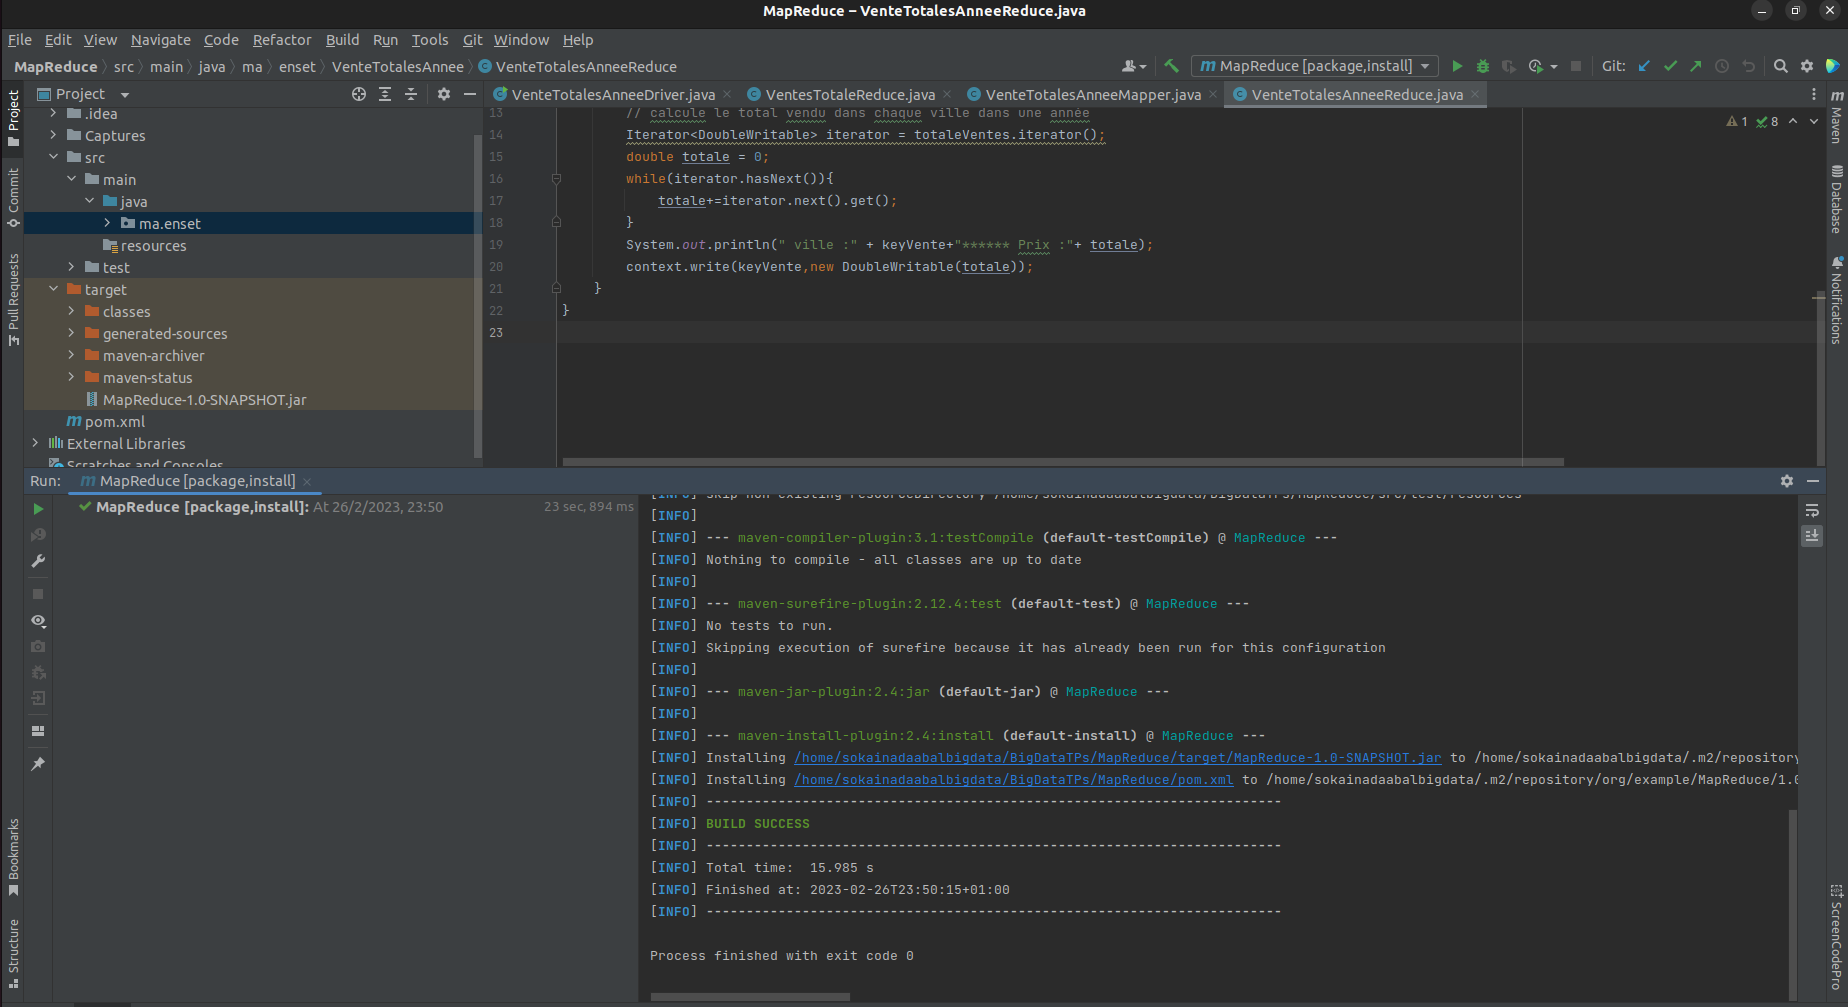 MapReduce – VenteTotalesAnneeReduce.java
File Edit View Navigate Code Refactor Build Run Tools Git Window Help
MapReduce src main java ma enset VenteTotalesAnnee VenteTotalesAnneeReduce
MapReduce [package,install]
Git:
Project
VenteTotalesAnneeDriver.java
VentesTotaleReduce.java
VenteTotalesAnneeMapper.java
VenteTotalesAnneeReduce.java
.idea
Captures
src
main
java
ma.enset
resources
test
target
classes
generated-sources
maven-archiver
maven-status
MapReduce-1.0-SNAPSHOT.jar
pom.xml
External Libraries
Scratches and Consoles
1 8
13 // calcule le total vendu dans chaque ville dans une année
14 Iterator<DoubleWritable> iterator = totaleVentes.iterator();
15 double totale = 0;
16 while(iterator.hasNext()){
17 totale+=iterator.next().get();
18 }
19 System.out.println(" ville :" + keyVente+"****** Prix :"+ totale);
20 context.write(keyVente,new DoubleWritable(totale));
21 }
22 }
23
Project
Commit
Pull Requests
Bookmarks
Structure
Maven
Database
Notifications
ScreenCodePro
Run: MapReduce [package,install]
MapReduce [package,install]: At 26/2/2023, 23:50 23 sec, 894 ms
[INFO] skip non existing resourceDirectory /home/sokainadaabalbigdata/BigDataTPs/MapReduce/src/test/resources
[INFO]
[INFO] --- maven-compiler-plugin:3.1:testCompile (default-testCompile) @ MapReduce ---
[INFO] Nothing to compile - all classes are up to date
[INFO]
[INFO] --- maven-surefire-plugin:2.12.4:test (default-test) @ MapReduce ---
[INFO] No tests to run.
[INFO] Skipping execution of surefire because it has already been run for this configuration
[INFO]
[INFO] --- maven-jar-plugin:2.4:jar (default-jar) @ MapReduce ---
[INFO]
[INFO] --- maven-install-plugin:2.4:install (default-install) @ MapReduce ---
[INFO] Installing /home/sokainadaabalbigdata/BigDataTPs/MapReduce/target/MapReduce-1.0-SNAPSHOT.jar to /home/sokainadaabalbigdata/.m2/repository
[INFO] Installing /home/sokainadaabalbigdata/BigDataTPs/MapReduce/pom.xml to /home/sokainadaabalbigdata/.m2/repository/org/example/MapReduce/1.0
[INFO] ------------------------------------------------------------------------
[INFO] BUILD SUCCESS
[INFO] ------------------------------------------------------------------------
[INFO] Total time:  15.985 s
[INFO] Finished at: 2023-02-26T23:50:15+01:00
[INFO] ------------------------------------------------------------------------
Process finished with exit code 0